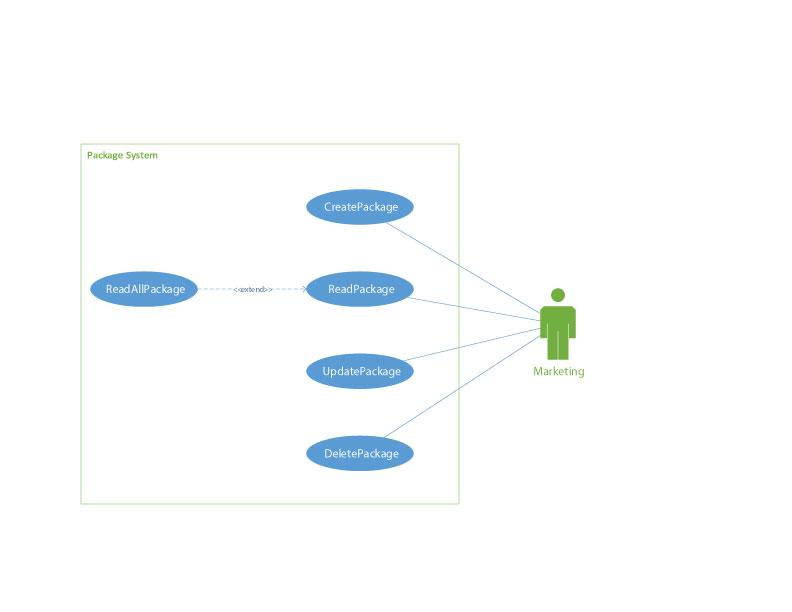 Package System
CreatePackage
ReadAllPackage
<<extend>>
ReadPackage
UpdatePackage
Marketing
DeletePackage